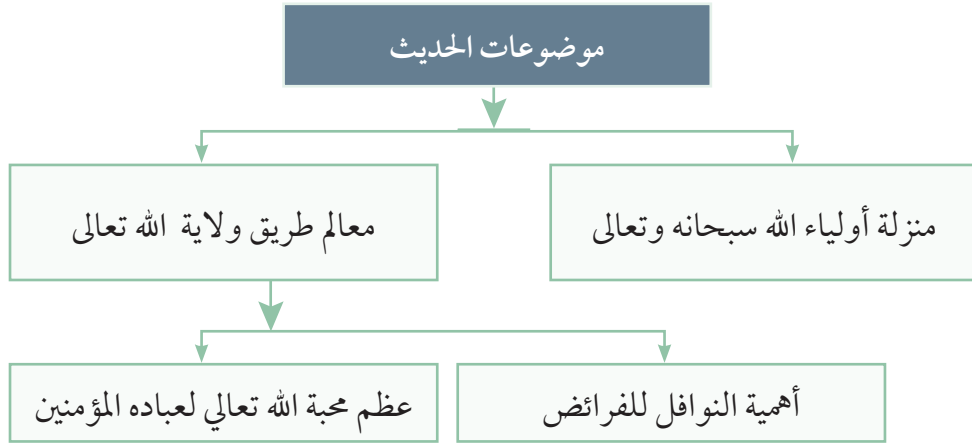 موضوعات الحديث
منزلة أولياء الله سبحانه وتعالى
معالم طريق ولاية الله تعالى
أهمية النوافل للفرائض
عظم محبة الله تعالي لعباده المؤمنين